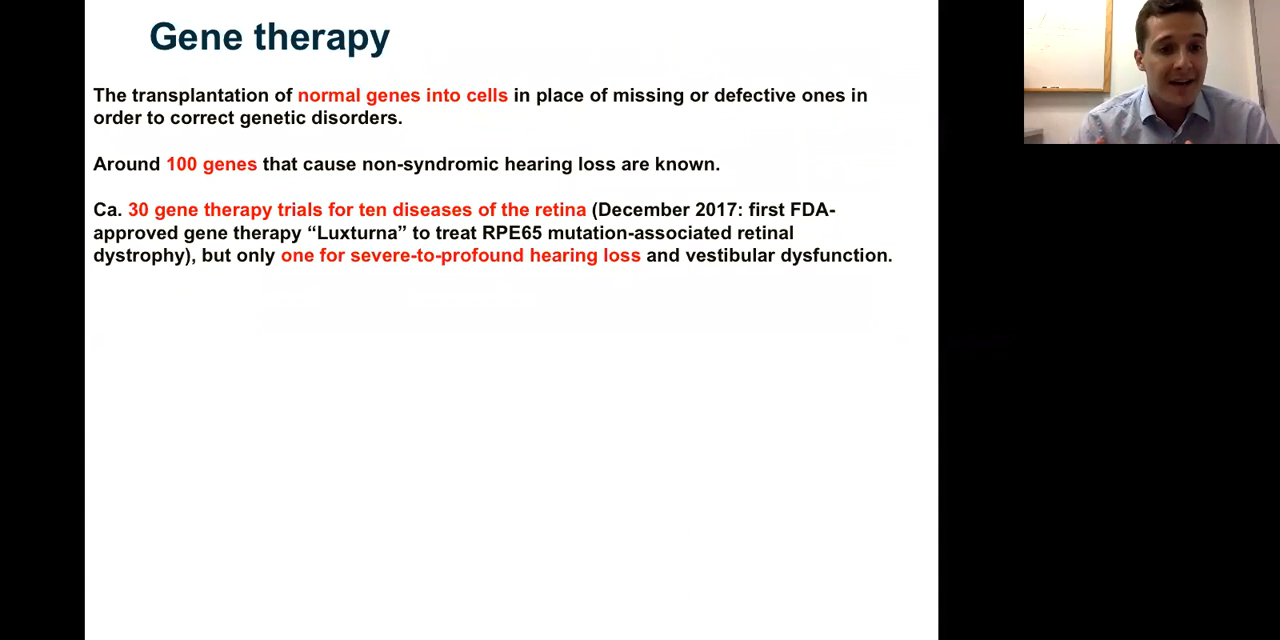 Gene therapy
The transplantation of normal genes into cells in place of missing or defective ones in
order to correct genetic disorders.
Around 100 genes that cause non-syndromic hearing loss are known.
Ca. 30 gene therapy trials for ten diseases of the retina (December 2017: first FDA-
approved gene therapy “Luxturna” to treat RPE65 mutation-associated retinal
dystrophy), but only one for severe-to-profound hearing loss and vestibular dysfunction.